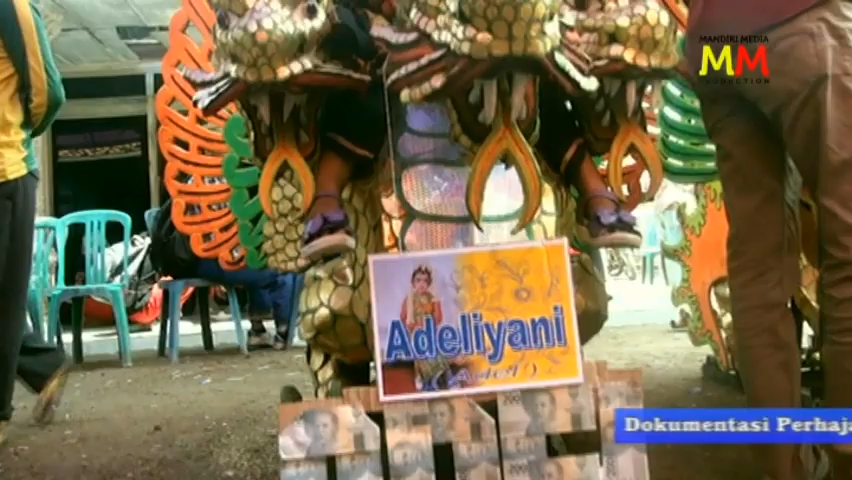 MANDIRI MEDIA
MM
PRODUCTION
Adeliyani
Dokumentasi Perhaja